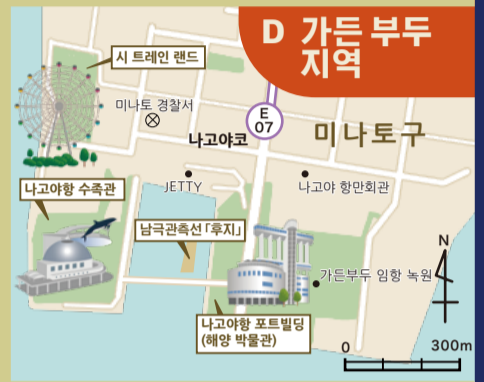 D 가든 부두
지역
시 트레인 랜드
미나토 경찰서
E
07
나고야코
미나토구
JETTY
나고야 항만회관
나고야항 수족관
남극관측선「후지」
가든부두 임항 녹원
N
나고야항 포트빌딩
(해양 박물관)
0
300m